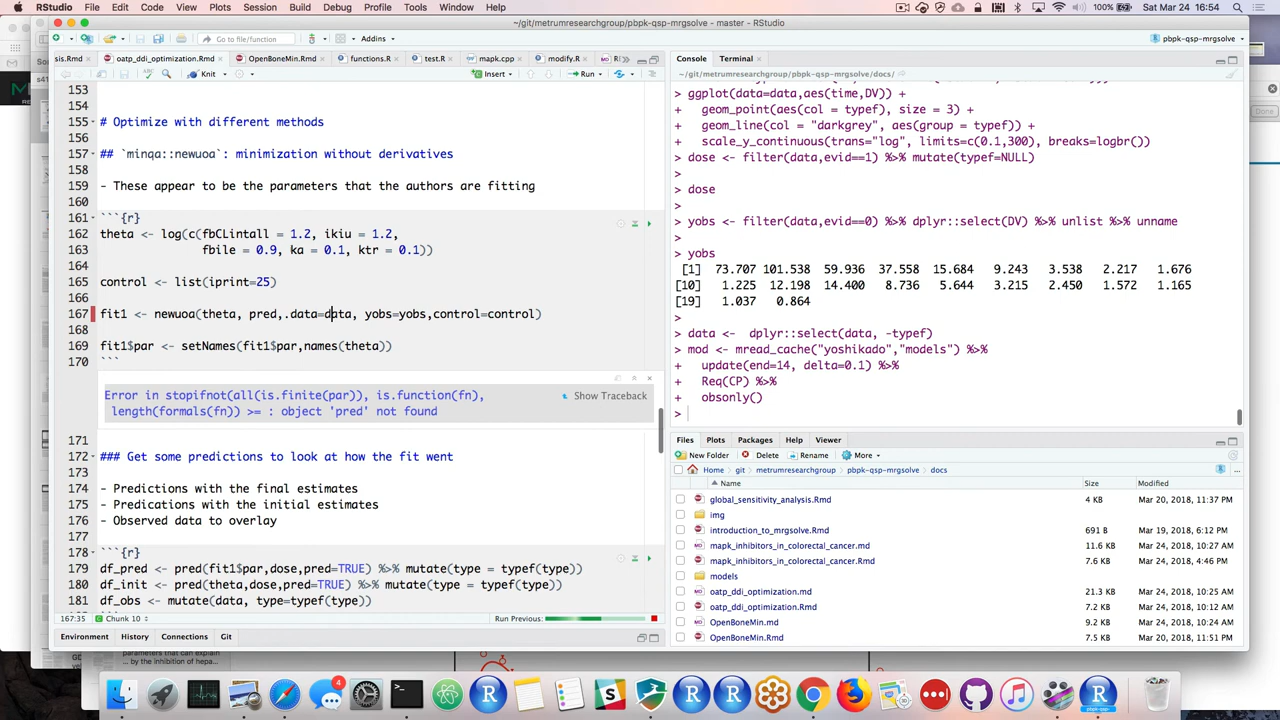 RStudio File Edit Code View Plots Session Build Debug Profile Tools Window Help
100% Sat Mar 24 16:54
~/git/metrumresearchgroup/pbpk-qsp-mrgsolve - master - RStudio
Go to file/function Addins pbpk-qsp-mrgsolve
sis.Rmd oatp_ddi_optimization.Rmd OpenBoneMin.Rmd functions.R test.R mapk.cpp modify.R
Knit Insert Run
153
154
155 # Optimize with different methods
156
157 ## `minqa::newuoa`: minimization without derivatives
158
159 - These appear to be the parameters that the authors are fitting
160
161 ```{r}
162 theta <- log(c(fbCLintall = 1.2, ikiu = 1.2,
163 fbile = 0.9, ka = 0.1, ktr = 0.1))
164
165 control <- list(iprint=25)
166
167 fit1 <- newuoa(theta, pred,.data=data, yobs=yobs,control=control)
168
169 fit1$par <- setNames(fit1$par,names(theta))
170 ```
Error in stopifnot(all(is.finite(par)), is.function(fn), Show Traceback
length(formals(fn)) >= : object 'pred' not found
171
172 ### Get some predictions to look at how the fit went
173
174 - Predictions with the final estimates
175 - Predications with the initial estimates
176 - Observed data to overlay
177
178 ```{r}
179 df_pred <- pred(fit1$par,dose,pred=TRUE) %>% mutate(type = typef(type))
180 df_init <- pred(theta,dose,pred=TRUE) %>% mutate(type = typef(type))
181 df_obs <- mutate(data, type=typef(type))
167:35 Chunk 10 Run Previous:
Environment History Connections Git
Console Terminal
~/git/metrumresearchgroup/pbpk-qsp-mrgsolve/docs/
> ggplot(data=data,aes(time,DV)) +
+ geom_point(aes(col = typef), size = 3) +
+ geom_line(col = "darkgrey", aes(group = typef)) +
+ scale_y_continuous(trans="log", limits=c(0.1,300), breaks=logbr())
> dose <- filter(data,evid==1) %>% mutate(typef=NULL)
>
> dose
>
> yobs <- filter(data,evid==0) %>% dplyr::select(DV) %>% unlist %>% unname
>
> yobs
[1] 73.707 101.538 59.936 37.558 15.684 9.243 3.538 2.217 1.676
[10] 1.225 12.198 14.400 8.736 5.644 3.215 2.450 1.572 1.165
[19] 1.037 0.864
>
> data <- dplyr::select(data, -typef)
> mod <- mread_cache("yoshikado","models") %>%
+ update(end=14, delta=0.1) %>%
+ Req(CP) %>%
+ obsonly()
>
Files Plots Packages Help Viewer
New Folder Delete Rename More
Home git metrumresearchgroup pbpk-qsp-mrgsolve docs
Name Size Modified
global_sensitivity_analysis.Rmd 4 KB Mar 20, 2018, 11:37 PM
img
introduction_to_mrgsolve.Rmd 691 B Mar 19, 2018, 6:12 PM
mapk_inhibitors_in_colorectal_cancer.md 11.6 KB Mar 24, 2018, 10:27 AM
mapk_inhibitors_in_colorectal_cancer.Rmd 7.6 KB Mar 24, 2018, 4:46 PM
models
oatp_ddi_optimization.md 21.3 KB Mar 24, 2018, 10:25 AM
oatp_ddi_optimization.Rmd 7.2 KB Mar 24, 2018, 10:12 AM
OpenBoneMin.md 9.2 KB Mar 24, 2018, 10:24 AM
OpenBoneMin.Rmd 7.5 KB Mar 20, 2018, 11:51 PM
parameters that can explain
by the inhibition of hepa...